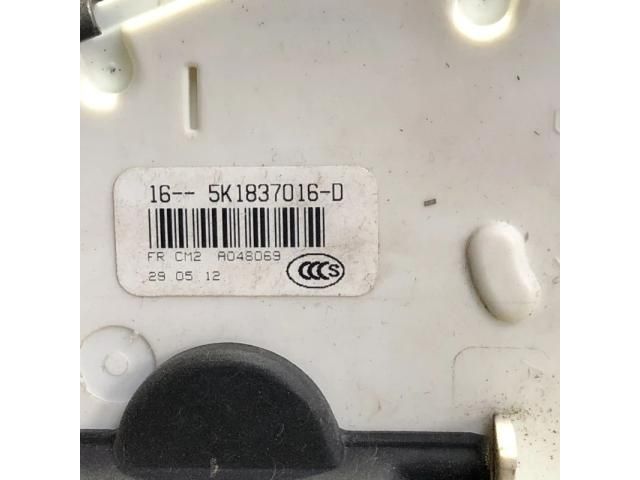 16-- 5K1837016-D
FR CM2 A048069
29 05 12
CCC S